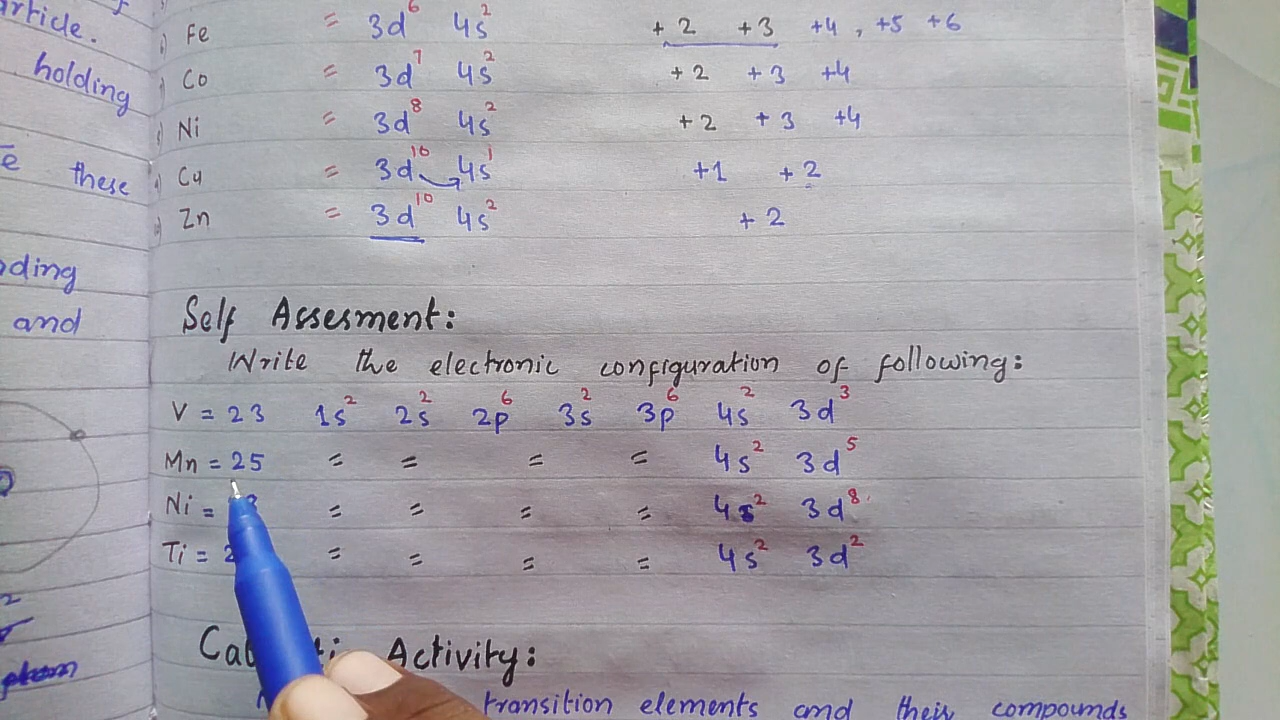 article.
holding
these
ding
and
Fe = 3d⁶ 4s² +2 +3 +4, +5 +6
Co = 3d⁷ 4s² +2 +3 +4
Ni = 3d⁸ 4s² +2 +3 +4
Cu = 3d¹⁰ 4s¹ +1 +2
Zn = 3d¹⁰ 4s² +2
Self Assesment:
Write the electronic configuration of following:
V = 23 1s² 2s² 2p⁶ 3s² 3p⁶ 4s² 3d³
Mn = 25 = = = = 4s² 3d⁵
Ni = = = = = 4s² 3d⁸
Ti = 2 = = = = 4s² 3d²
Activity:
transition elements and their compounds